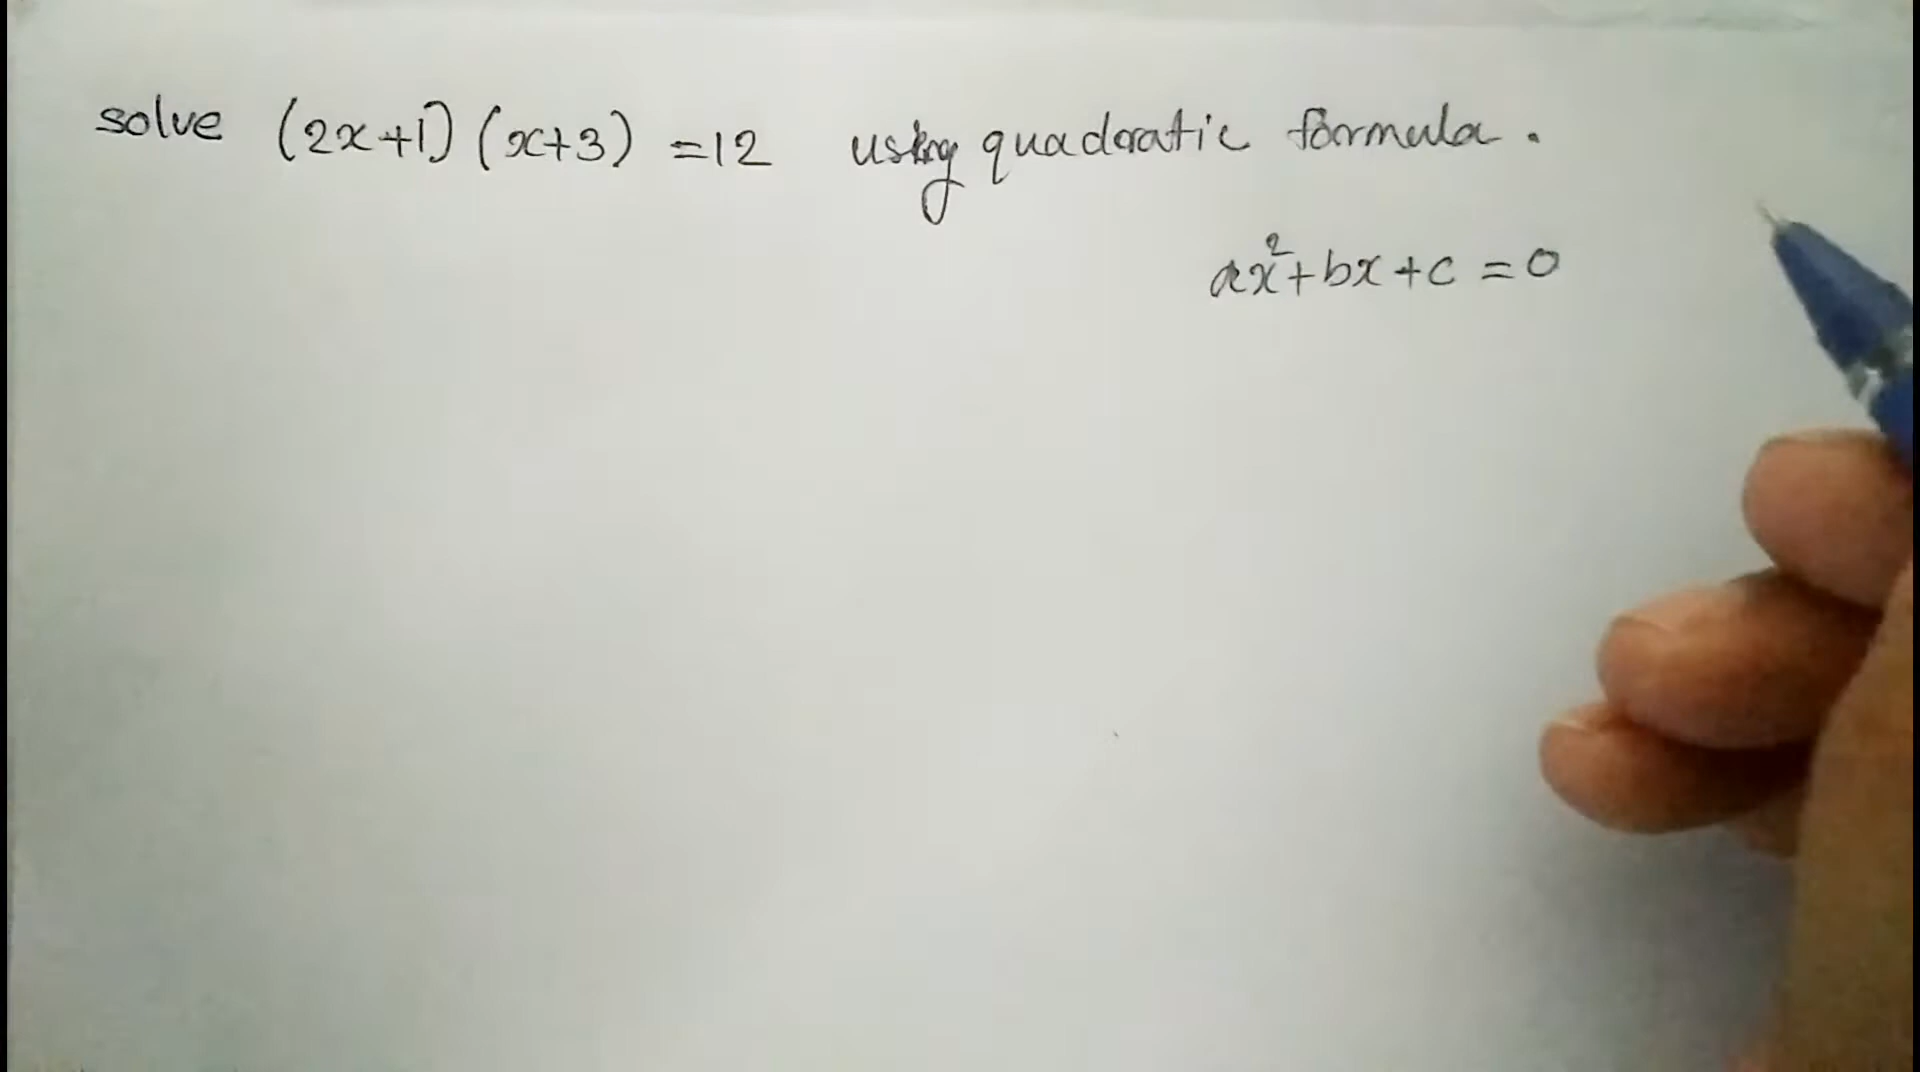 solve (2x+1) (x+3) =12 using quadratic formula.
ax²+bx+c =0